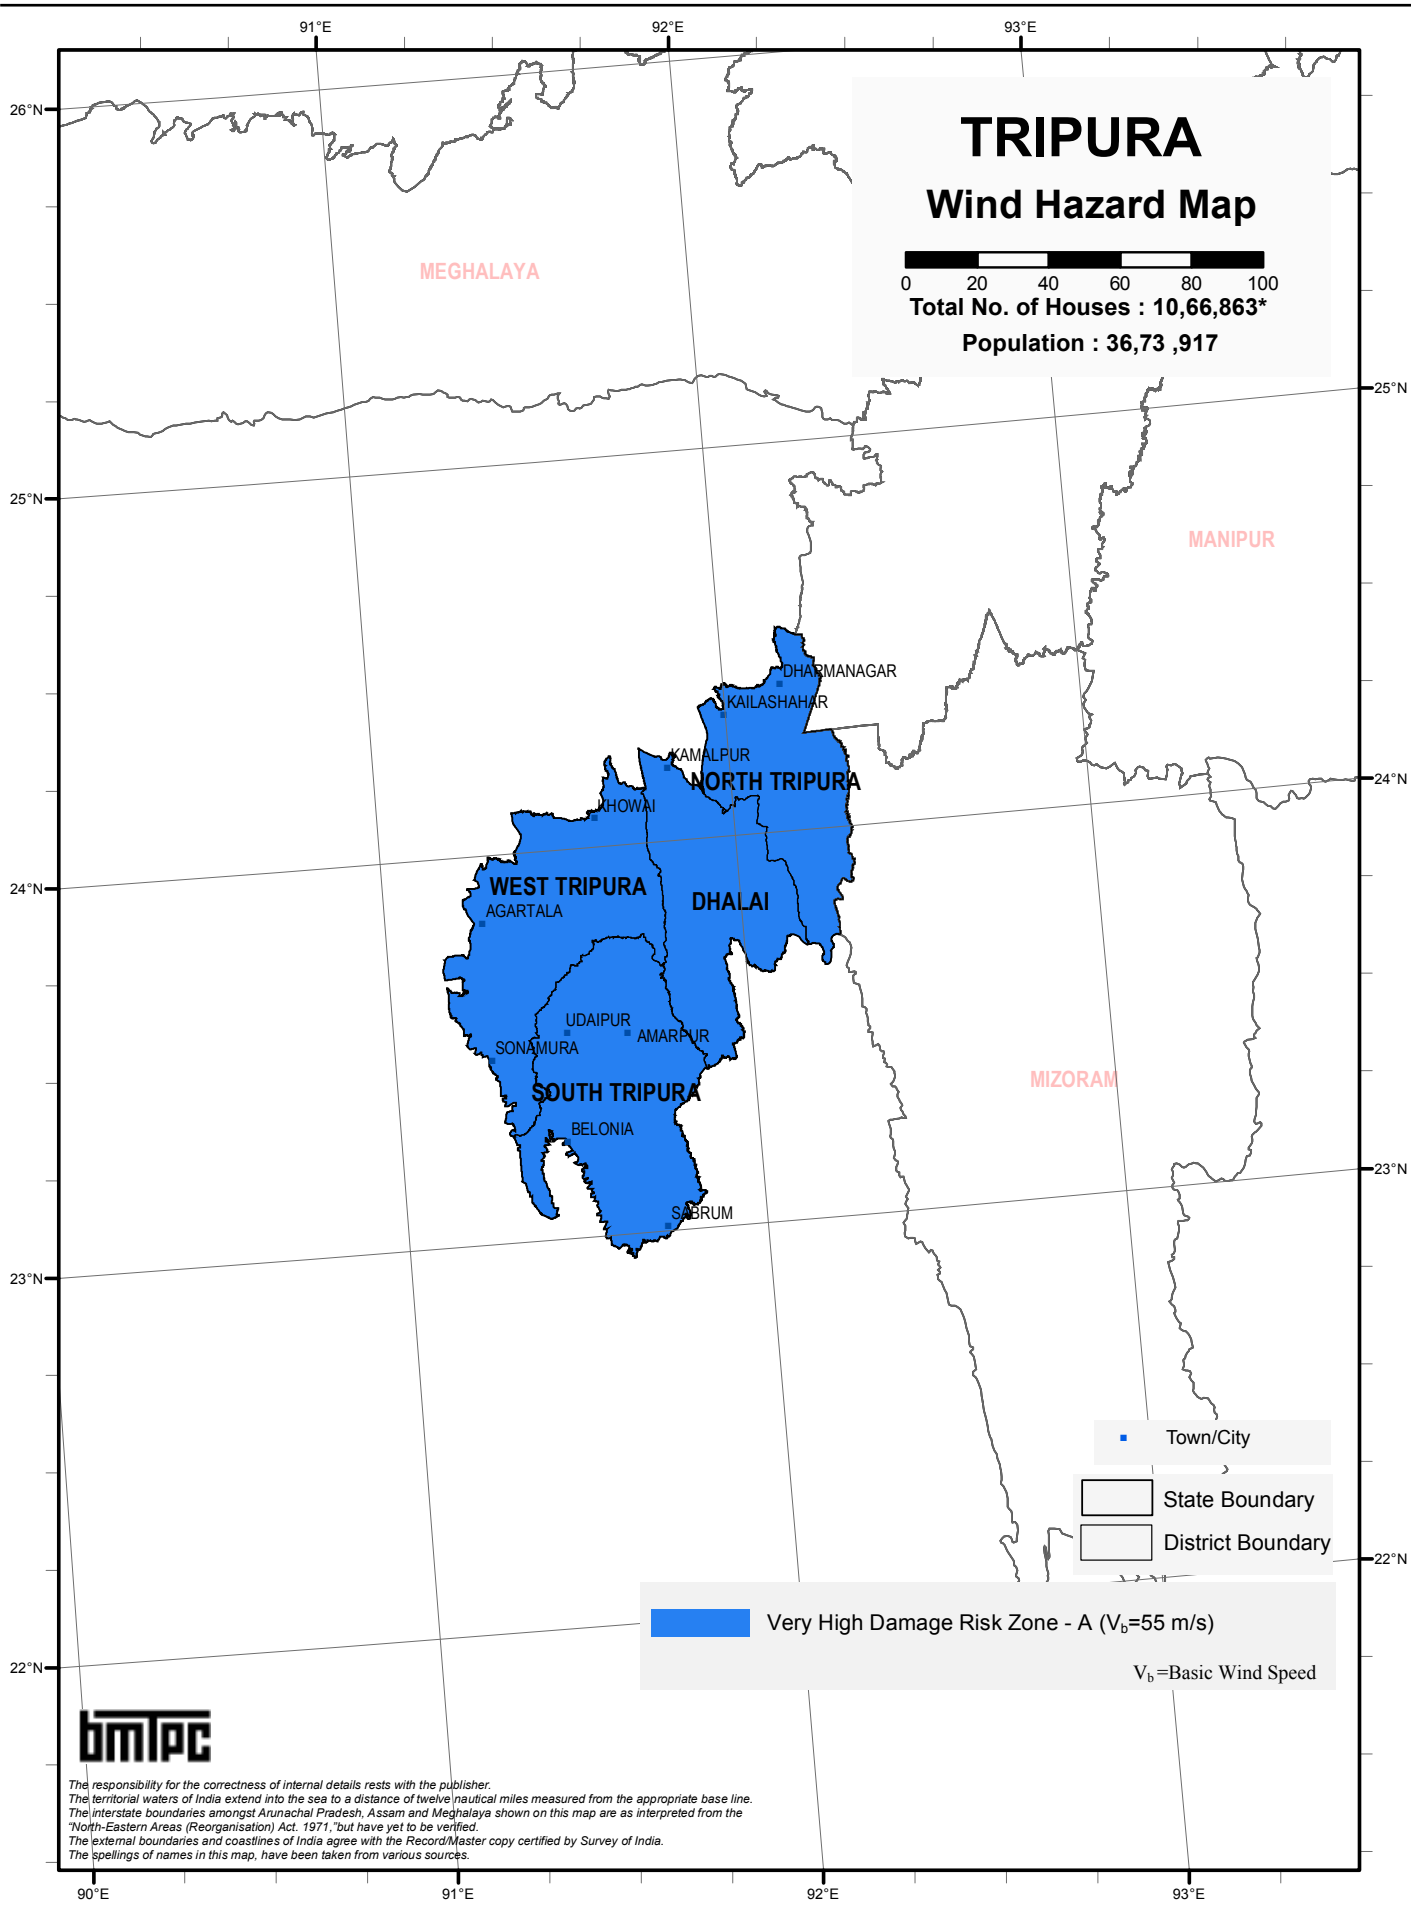 91°E
92°E
93°E
26°N
TRIPURA
Wind Hazard Map
0 20 40 60 80 100
Total No. of Houses : 10,66,863*
Population : 36,73 ,917
MEGHALAYA
25°N
25°N
MANIPUR
DHARMANAGAR
KAILASHAHAR
KAMALPUR
NORTH TRIPURA
24°N
KHOWAI
24°N
WEST TRIPURA
DHALAI
AGARTALA
UDAIPUR
AMARPUR
SONAMURA
MIZORAM
SOUTH TRIPURA
BELONIA
23°N
SABRUM
23°N
Town/City
State Boundary
District Boundary
22°N
Very High Damage Risk Zone - A (Vb=55 m/s)
22°N
Vb=Basic Wind Speed
bmTpc
The responsibility for the correctness of internal details rests with the publisher.
The territorial waters of India extend into the sea to a distance of twelve nautical miles measured from the appropriate base line.
The interstate boundaries amongst Arunachal Pradesh, Assam and Meghalaya shown on this map are as interpreted from the
“North-Eastern Areas (Reorganisation) Act. 1971,”but have yet to be verified.
The external boundaries and coastlines of India agree with the Record/Master copy certified by Survey of India.
The spellings of names in this map, have been taken from various sources.
90°E
91°E
92°E
93°E